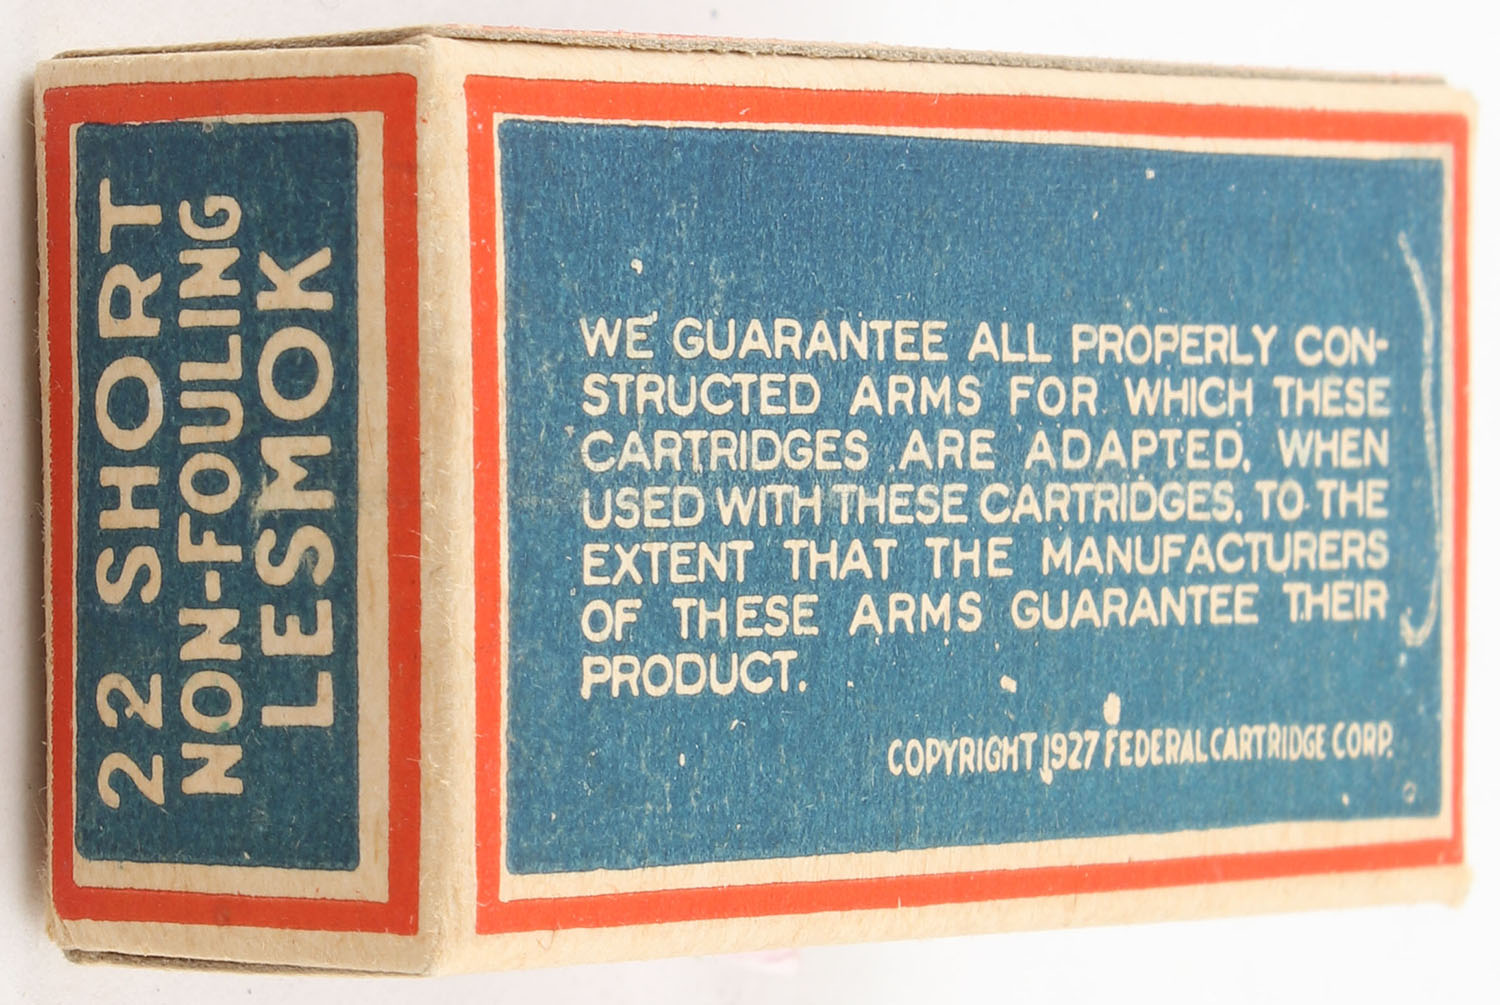 22 SHORT
NON-FOULING
LESMOK
WE GUARANTEE ALL PROPERLY CON-
STRUCTED ARMS FOR WHICH THESE
CARTRIDGES ARE ADAPTED, WHEN
USED WITH THESE CARTRIDGES, TO THE
EXTENT THAT THE MANUFACTURERS
OF THESE ARMS GUARANTEE THEIR
PRODUCT.
COPYRIGHT 1927 FEDERAL CARTRIDGE CORP.